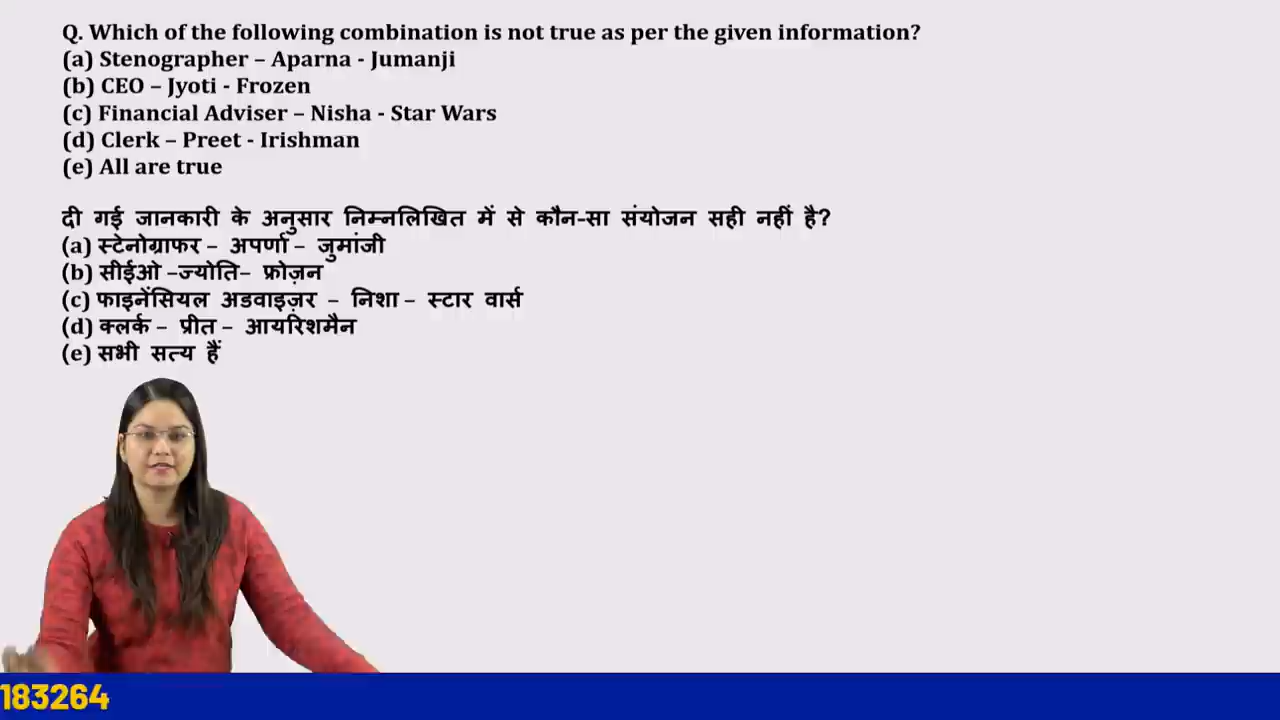 Q. Which of the following combination is not true as per the given information?
(a) Stenographer – Aparna - Jumanji
(b) CEO – Jyoti - Frozen
(c) Financial Adviser – Nisha - Star Wars
(d) Clerk – Preet - Irishman
(e) All are true
दी गई जानकारी के अनुसार निम्नलिखित में से कौन-सा संयोजन सही नहीं है?
(a) स्टेनोग्राफर – अपर्णा – जुमांजी
(b) सीईओ –ज्योति– फ्रोज़न
(c) फाइनेंसियल अडवाइज़र – निशा – स्टार वार्स
(d) क्लर्क – प्रीत – आयरिशमैन
(e) सभी सत्य हैं
183264